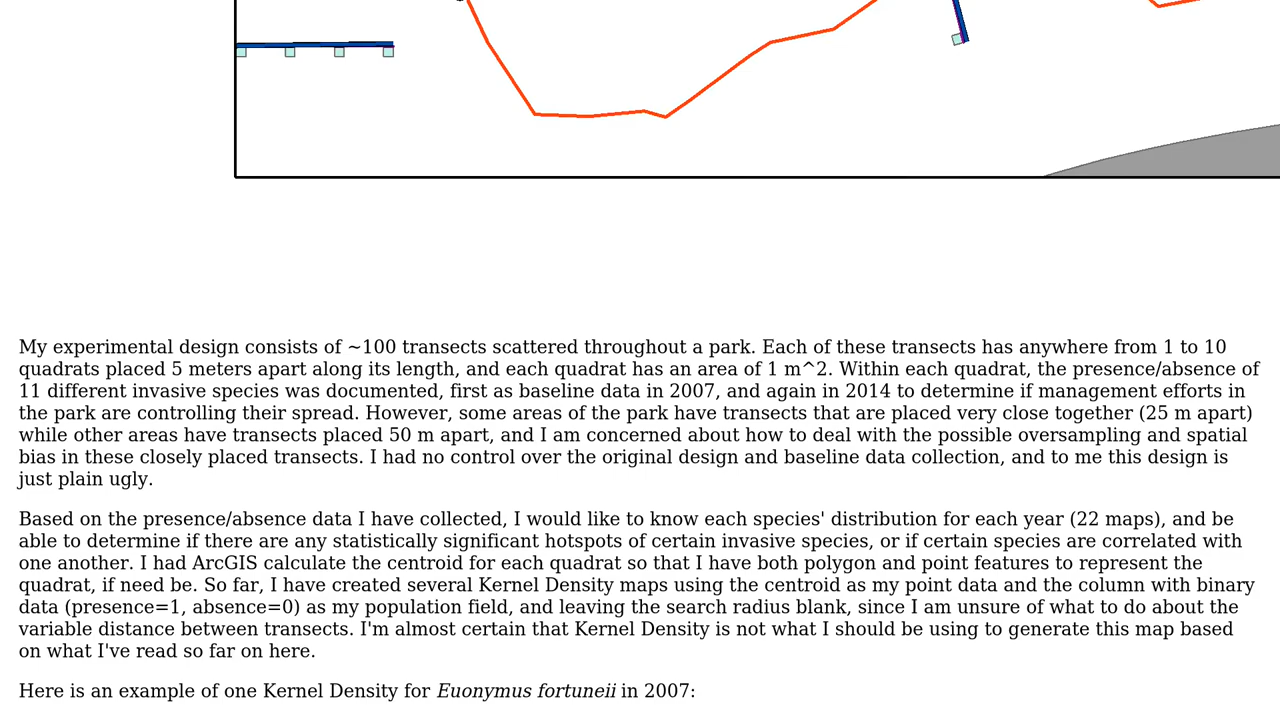 My experimental design consists of ~100 transects scattered throughout a park. Each of these transects has anywhere from 1 to 10
quadrats placed 5 meters apart along its length, and each quadrat has an area of 1 m^2. Within each quadrat, the presence/absence of
11 different invasive species was documented, first as baseline data in 2007, and again in 2014 to determine if management efforts in
the park are controlling their spread. However, some areas of the park have transects that are placed very close together (25 m apart)
while other areas have transects placed 50 m apart, and I am concerned about how to deal with the possible oversampling and spatial
bias in these closely placed transects. I had no control over the original design and baseline data collection, and to me this design is
just plain ugly.
Based on the presence/absence data I have collected, I would like to know each species' distribution for each year (22 maps), and be
able to determine if there are any statistically significant hotspots of certain invasive species, or if certain species are correlated with
one another. I had ArcGIS calculate the centroid for each quadrat so that I have both polygon and point features to represent the
quadrat, if need be. So far, I have created several Kernel Density maps using the centroid as my point data and the column with binary
data (presence=1, absence=0) as my population field, and leaving the search radius blank, since I am unsure of what to do about the
variable distance between transects. I'm almost certain that Kernel Density is not what I should be using to generate this map based
on what I've read so far on here.
Here is an example of one Kernel Density for Euonymus fortuneii in 2007: